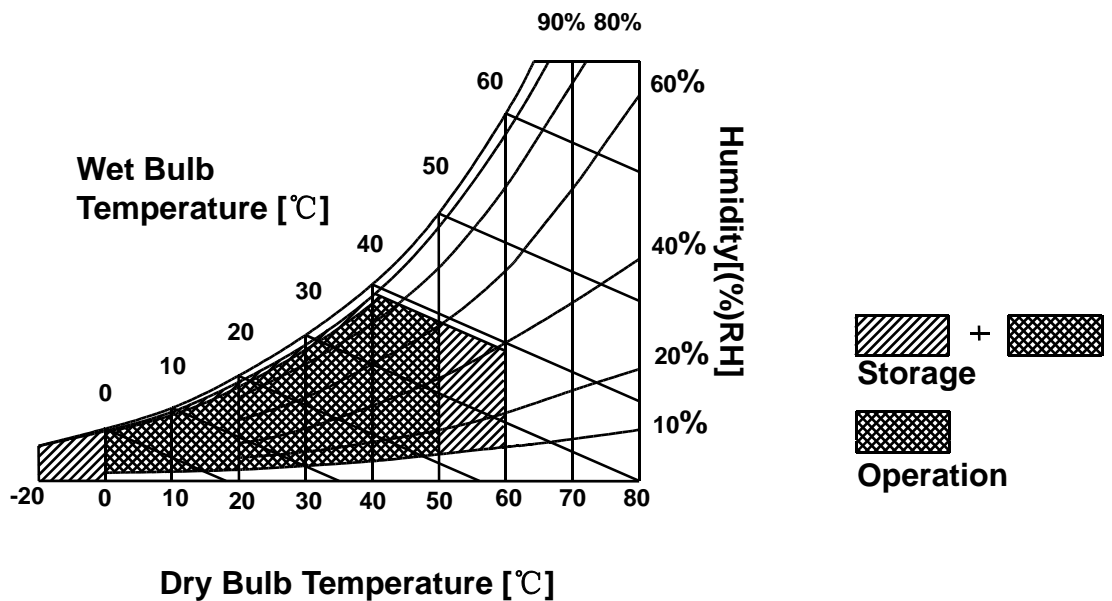 90% 80%
60
60%
50
Wet Bulb
Temperature [℃]
40
40%
30
20
20%
10
0
10%
Humidity[(%)RH]
-20 0 10 20 30 40 50 60 70 80
Dry Bulb Temperature [℃]
+
Storage
Operation